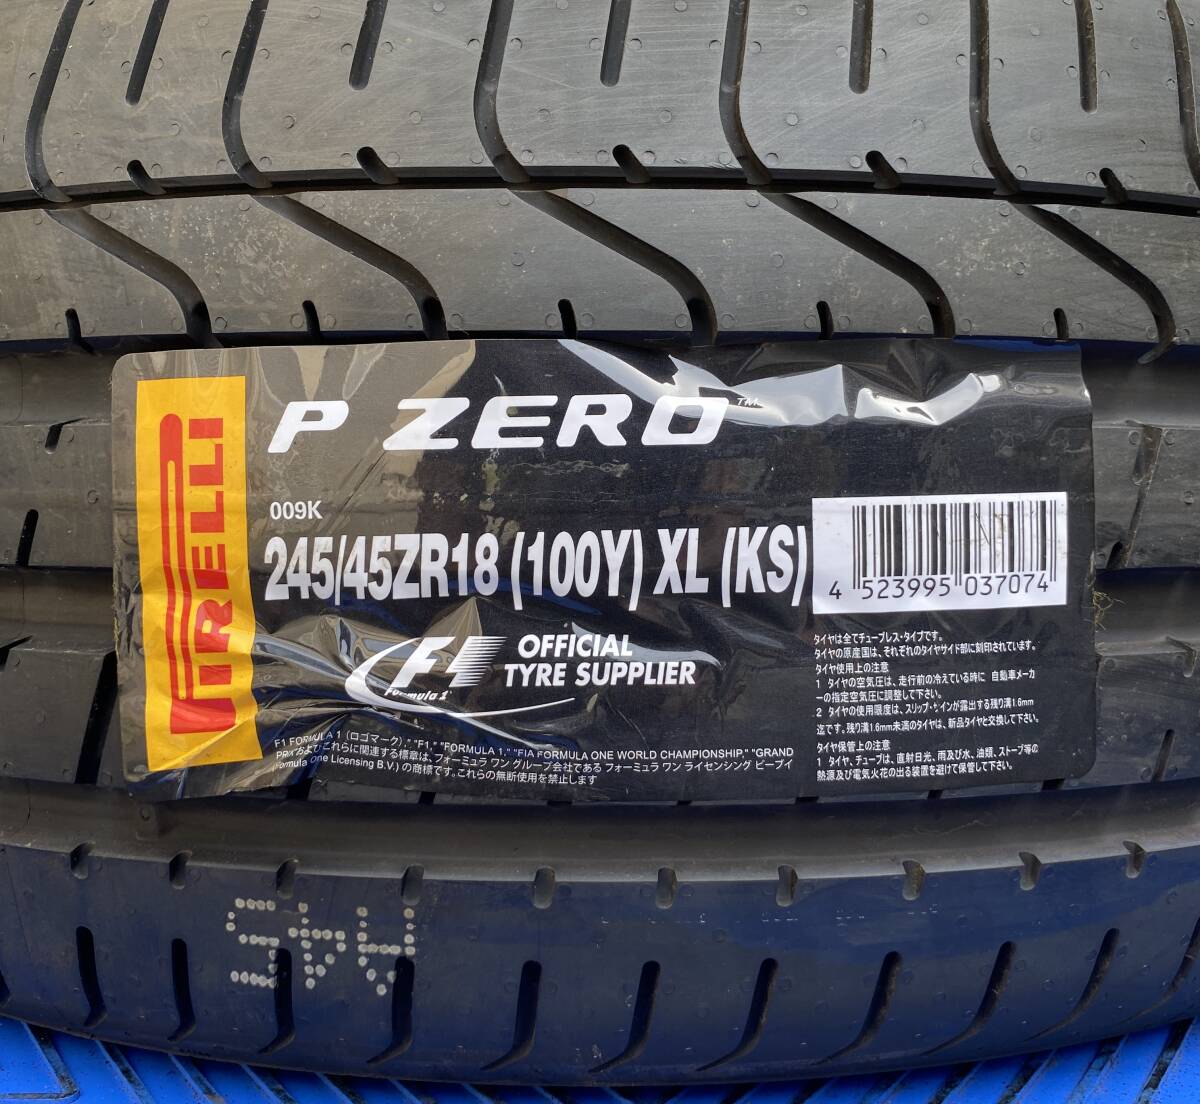 PIRELLI
P ZERO™
009K
245/45ZR18 (100Y) XL (KS)
4 523995 037074
F1
Formula 1
OFFICIAL
TYRE SUPPLIER
F1 FORMULA 1 (ロゴマーク)," "F1," "FORMULA 1," "FIA FORMULA ONE WORLD CHAMPIONSHIP," "GRAND
PRIX および これらに関連する標章は、フォーミュラ ワン グループ会社である フォーミュラ ワン ライセンシング ビーブイ
(Formula One Licensing B.V.) の商標です。これらの無断使用を禁止します
タイヤは全てチューブレス・タイプです。
タイヤの原産国は、それぞれのタイヤサイド部に刻印されています。
タイヤ使用上の注意
1 タイヤの空気圧は、走行前の冷えている時に 自動車メーカ
ーの指定空気圧に調整して下さい。
2 タイヤの使用限度は、スリップ・サインが露出する残り溝1.6mm
迄です。残り溝1.6mm未満のタイヤは、新品タイヤと交換して下さい。
タイヤ保管上の注意
1 タイヤ、チューブは、直射日光、雨及び水、油類、ストーブ等の
熱源及び電気火花の出る装置を避けて保管して下さい。